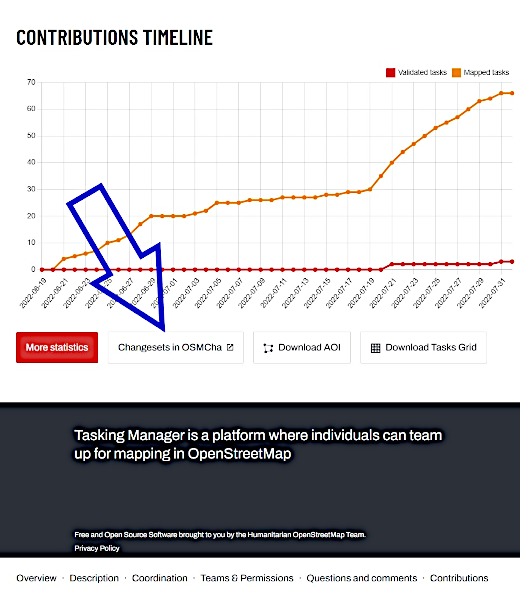 CONTRIBUTIONS TIMELINE
Validated tasks Mapped tasks
70
60
50
40
30
20
10
0
2022-06-19 2022-06-21 2022-06-23 2022-06-25 2022-06-27 2022-06-29 2022-07-01 2022-07-03 2022-07-05 2022-07-07 2022-07-09 2022-07-11 2022-07-13 2022-07-15 2022-07-17 2022-07-19 2022-07-21 2022-07-23 2022-07-25 2022-07-27 2022-07-29 2022-07-31
More statistics Changesets in OSMCha Download AOI Download Tasks Grid
Tasking Manager is a platform where individuals can team
up for mapping in OpenStreetMap
Free and Open Source Software brought to you by the Humanitarian OpenStreetMap Team.
Privacy Policy
Overview · Description · Coordination · Teams & Permissions · Questions and comments · Contributions